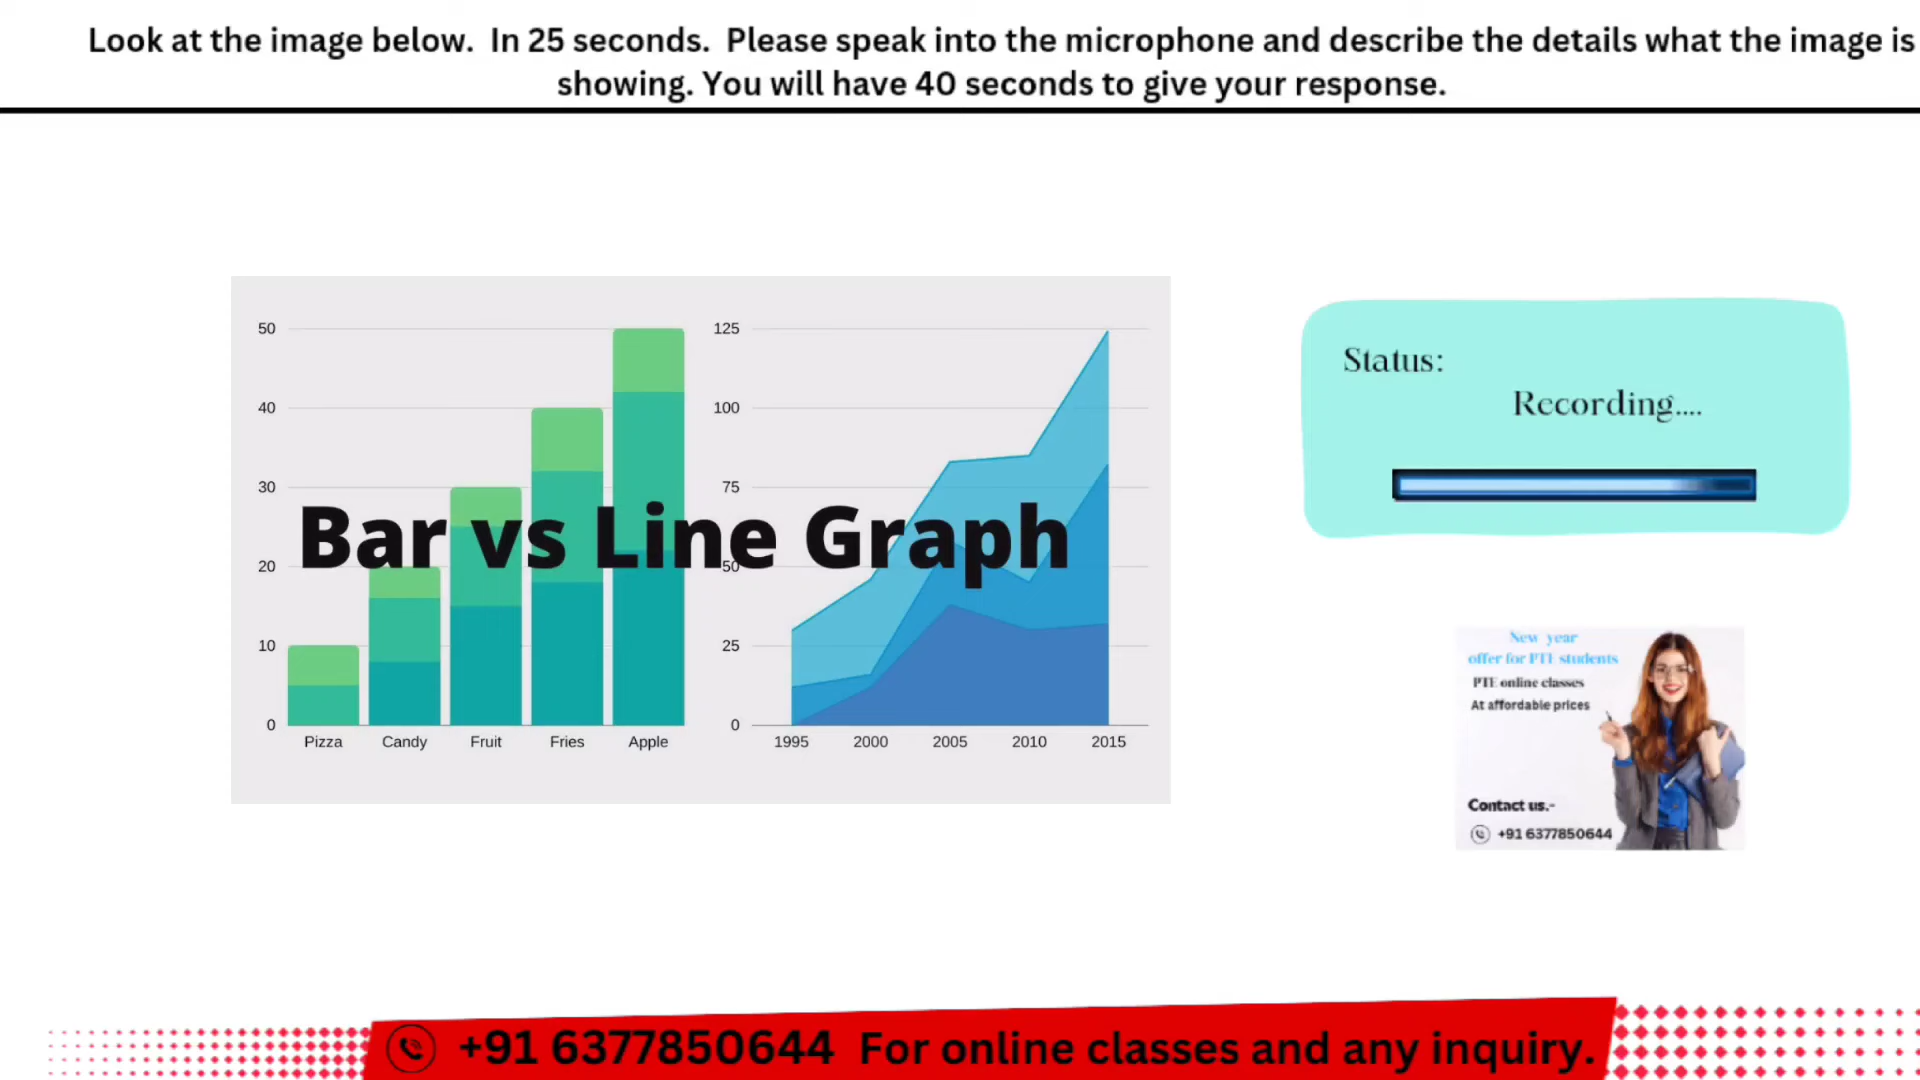 Look at the image below. In 25 seconds. Please speak into the microphone and describe the details what the image is
showing. You will have 40 seconds to give your response.
50
40
30
20
10
0
Pizza Candy Fruit Fries Apple
125
100
75
50
25
0
1995 2000 2005 2010 2015
Bar vs Line Graph
Status:
Recording....
New year
offer for PTE students
PTE online classes
At affordable prices
Contact us.-
+91 6377850644
+91 6377850644 For online classes and any inquiry.